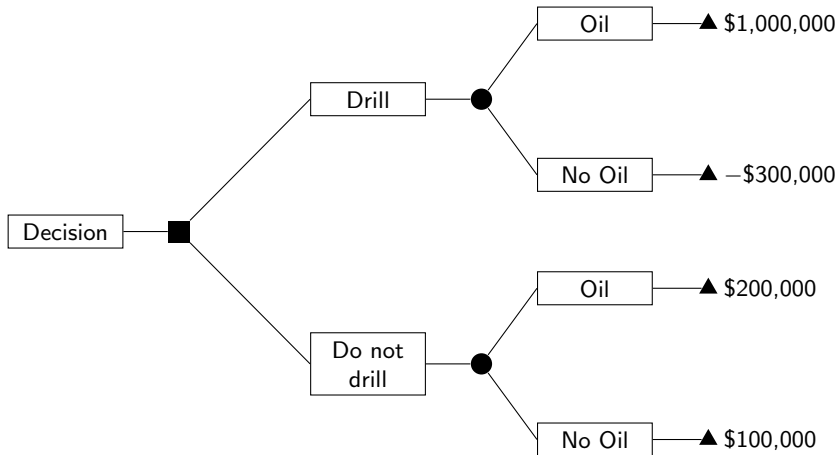 Oil
$1,000,000
Drill
No Oil
−$300,000
Decision
Oil
$200,000
Do not
drill
No Oil
$100,000